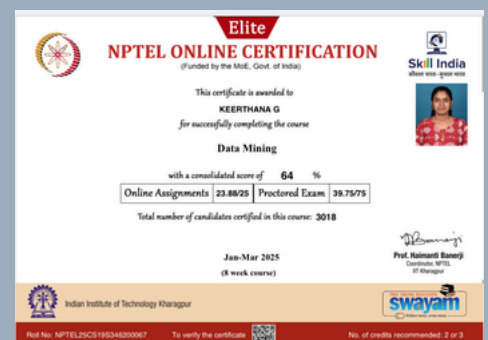 Elite
NPTEL ONLINE CERTIFICATION
(Funded by the MoE, Govt. of India)
Skill India
कौशल भारत - कुशल भारत
This certificate is awarded to
KEERTHANA G
for successfully completing the course
Data Mining
with a consolidated score of 64 %
Online Assignments 23.88/25 Proctored Exam 39.75/75
Total number of candidates certified in this course: 3018
Jan-Mar 2025
(8 week course)
Prof. Haimanti Banerji
Coordinator, NPTEL
IIT Kharagpur
Indian Institute of Technology Kharagpur
swayam
Roll No: NPTEL25CS19S346200067 To verify the certificate No. of credits recommended: 2 or 3